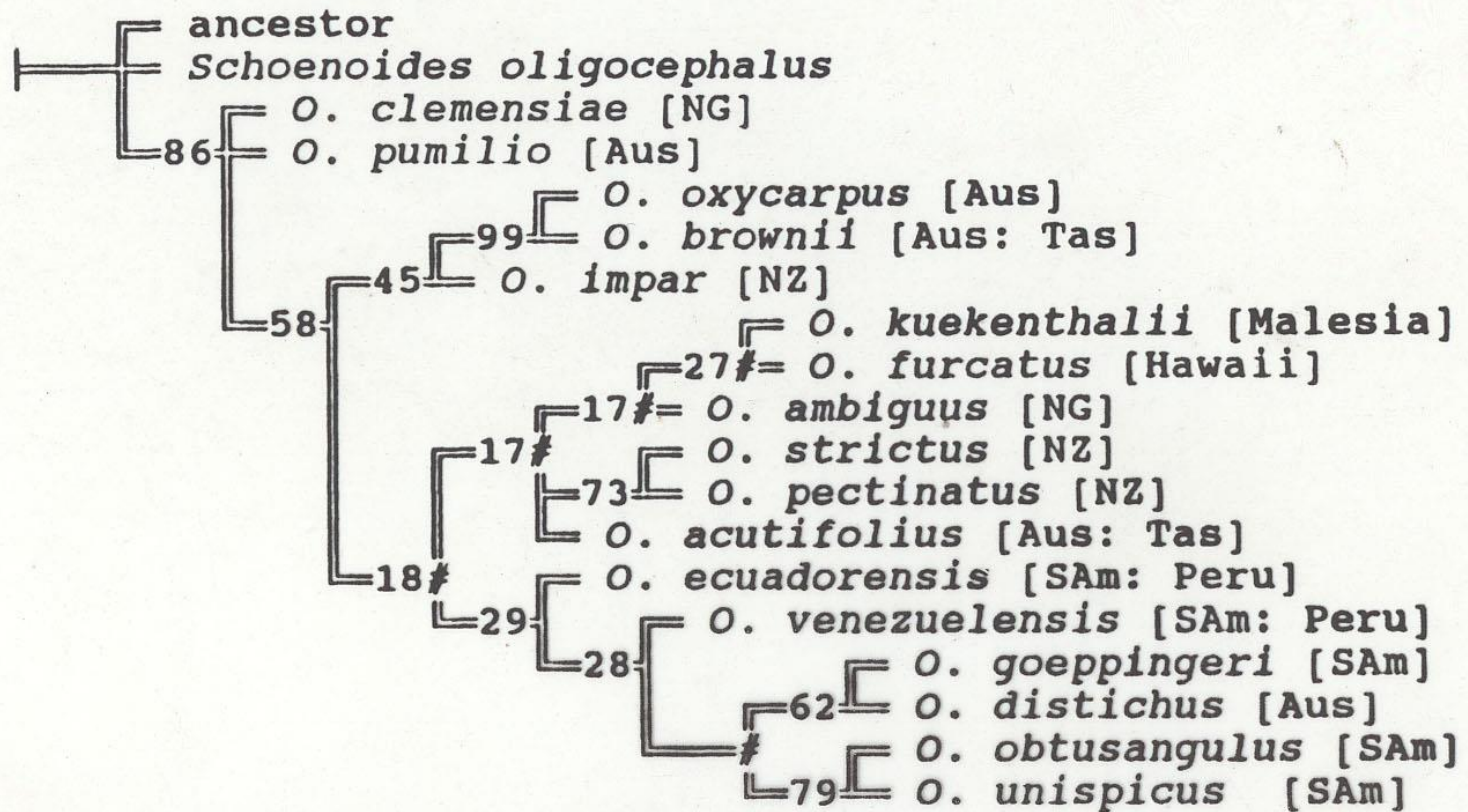 ancestor
Schoenoides oligocephalus
O. clemensiae [NG]
86 O. pumilio [Aus]
O. oxycarpus [Aus]
99 O. brownii [Aus: Tas]
45 O. impar [NZ]
58 O. kuekenthalii [Malesia]
27# O. furcatus [Hawaii]
17# O. ambiguus [NG]
17# O. strictus [NZ]
73 O. pectinatus [NZ]
O. acutifolius [Aus: Tas]
18# O. ecuadorensis [SAm: Peru]
29 O. venezuelensis [SAm: Peru]
28 O. goeppingeri [SAm]
62 O. distichus [Aus]
# O. obtusangulus [SAm]
79 O. unispicus [SAm]